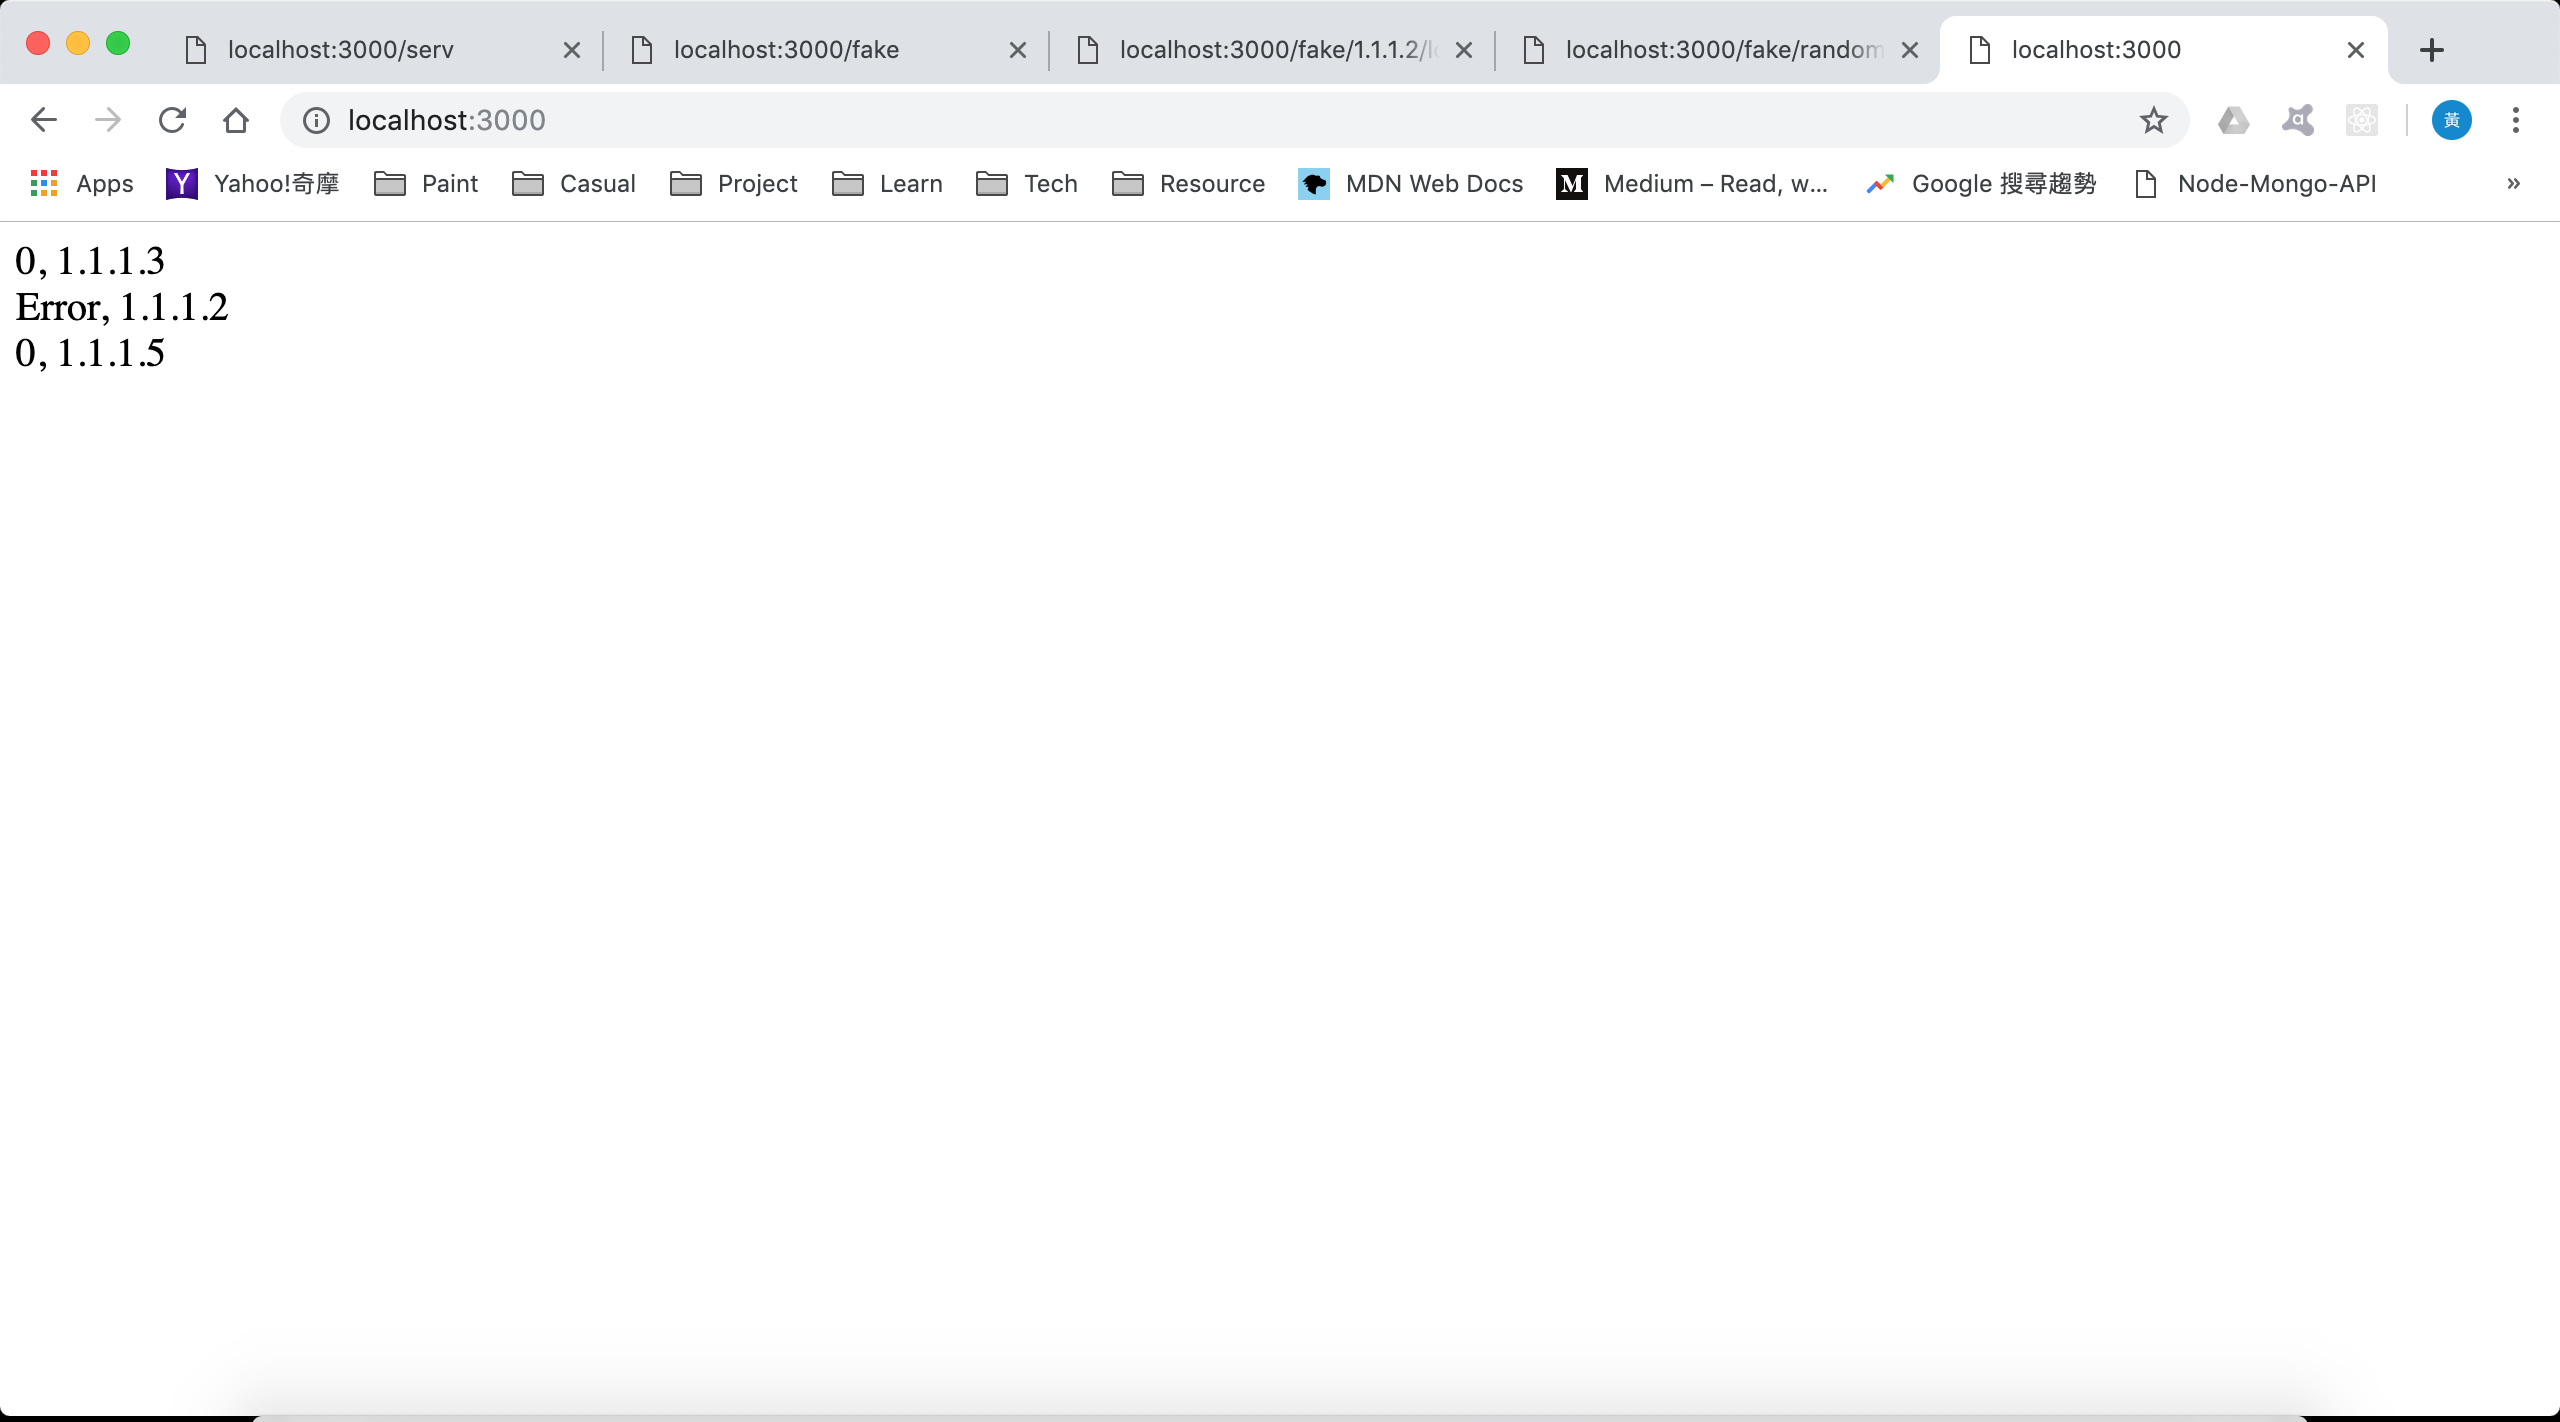 localhost:3000/serv
localhost:3000/fake
localhost:3000/fake/1.1.1.2/l
localhost:3000/fake/random
localhost:3000
localhost:3000
黃
Apps
Yahoo!奇摩
Paint
Casual
Project
Learn
Tech
Resource
MDN Web Docs
Medium – Read, w...
Google 搜尋趨勢
Node-Mongo-API
»
0, 1.1.1.3
Error, 1.1.1.2
0, 1.1.1.5